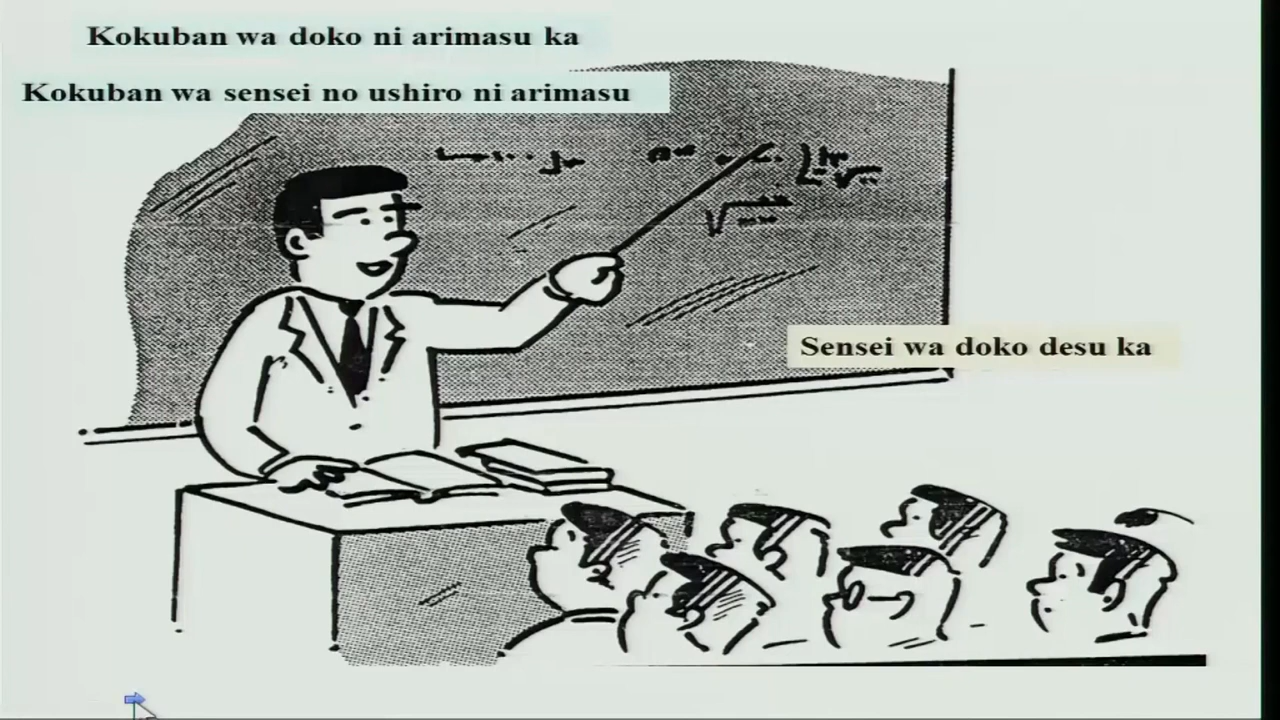 Kokuban wa doko ni arimasu ka
Kokuban wa sensei no ushiro ni arimasu
Sensei wa doko desu ka